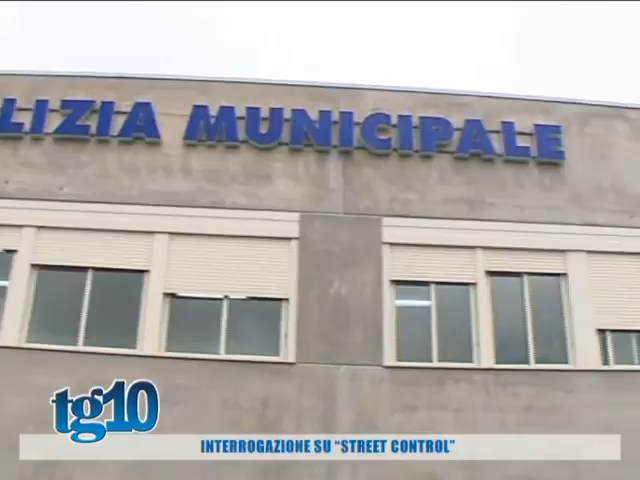 LIZIA MUNICIPALE
tg10
INTERROGAZIONE SU “STREET CONTROL”